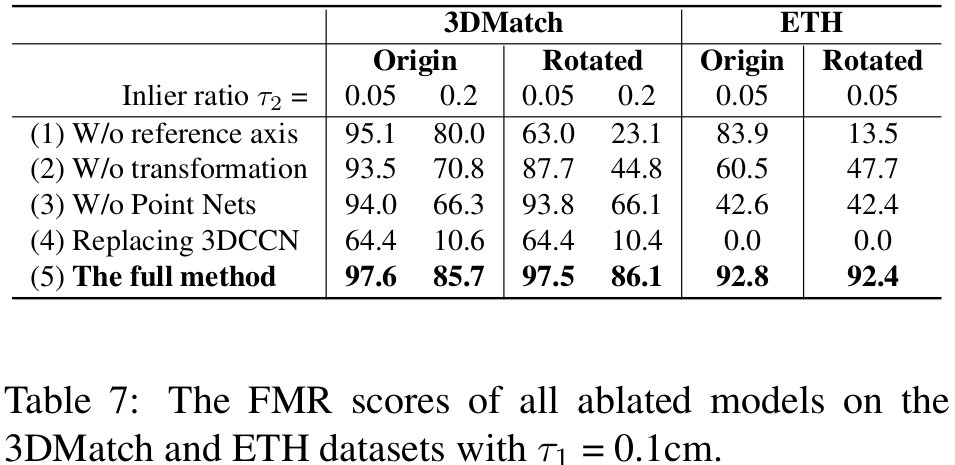 3DMatch ETH
Origin Rotated Origin Rotated
Inlier ratio τ2 = 0.05 0.2 0.05 0.2 0.05 0.05
(1) W/o reference axis 95.1 80.0 63.0 23.1 83.9 13.5
(2) W/o transformation 93.5 70.8 87.7 44.8 60.5 47.7
(3) W/o Point Nets 94.0 66.3 93.8 66.1 42.6 42.4
(4) Replacing 3DCCN 64.4 10.6 64.4 10.4 0.0 0.0
(5) The full method 97.6 85.7 97.5 86.1 92.8 92.4
Table 7: The FMR scores of all ablated models on the
3DMatch and ETH datasets with τ1 = 0.1cm.